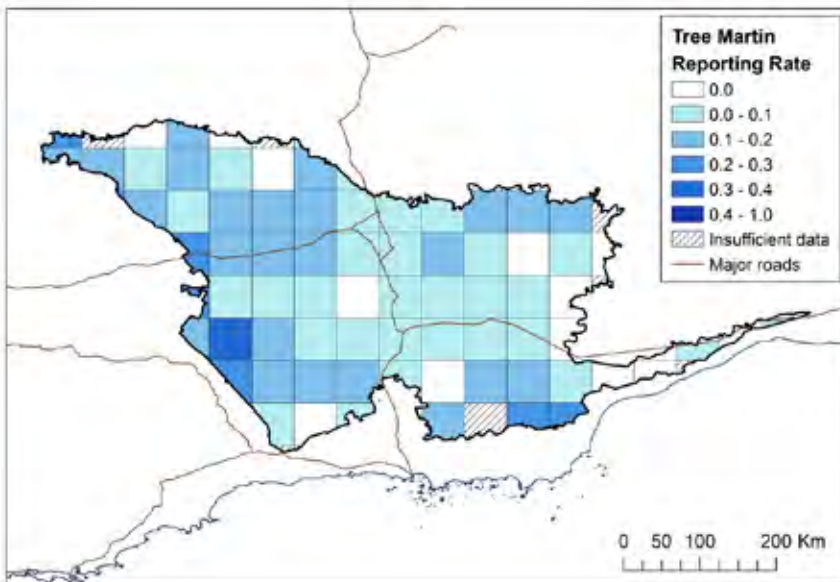 Tree Martin
Reporting Rate
0.0
0.0 - 0.1
0.1 - 0.2
0.2 - 0.3
0.3 - 0.4
0.4 - 1.0
Insufficient data
Major roads
0 50 100 200 Km